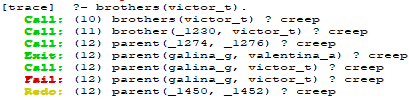 [trace]  ?- brothers(victor_t).
Call: (10) brothers(victor_t) ? creep
Call: (11) brother(_1230, victor_t) ? creep
Call: (12) parent(_1274, _1276) ? creep
Exit: (12) parent(galina_g, valentina_a) ? creep
Call: (12) parent(galina_g, victor_t) ? creep
Fail: (12) parent(galina_g, victor_t) ? creep
Redo: (12) parent(_1450, _1452) ? creep